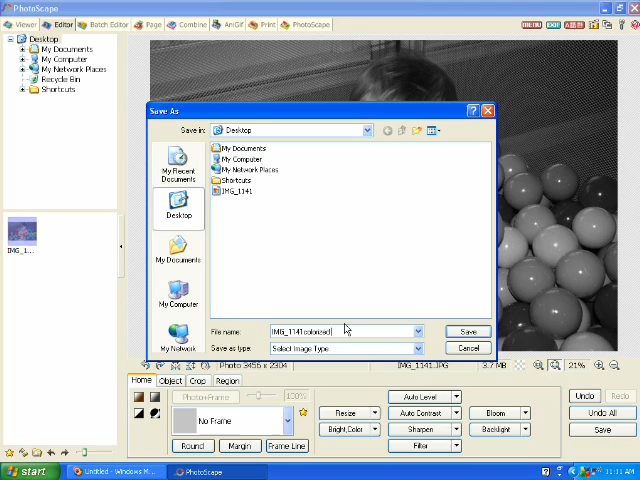 PhotoScape
Viewer Editor Batch Editor Page Combine AniGif Print PhotoScape MENU EXIF
Desktop
My Documents
My Computer
My Network Places
Recycle Bin
Shortcuts
IMG_1...
Save As
Save in: Desktop
My Recent Documents
Desktop
My Documents
My Computer
My Network
My Documents
My Computer
My Network Places
Shortcuts
IMG_1141
File name: IMG_1141colorized Save
Save as type: Select Image Type Cancel
Photo 3456 x 2304 IMG_1141.JPG 3.7 MB 21%
Home Object Crop Region
Photo+Frame 100%
No Frame
Round Margin Frame Line
Auto Level
Resize Auto Contrast Bloom
Bright,Color Sharpen Backlight
Filter
Undo Redo
Undo All
Save
start Untitled - Windows M... PhotoScape 11:11 AM